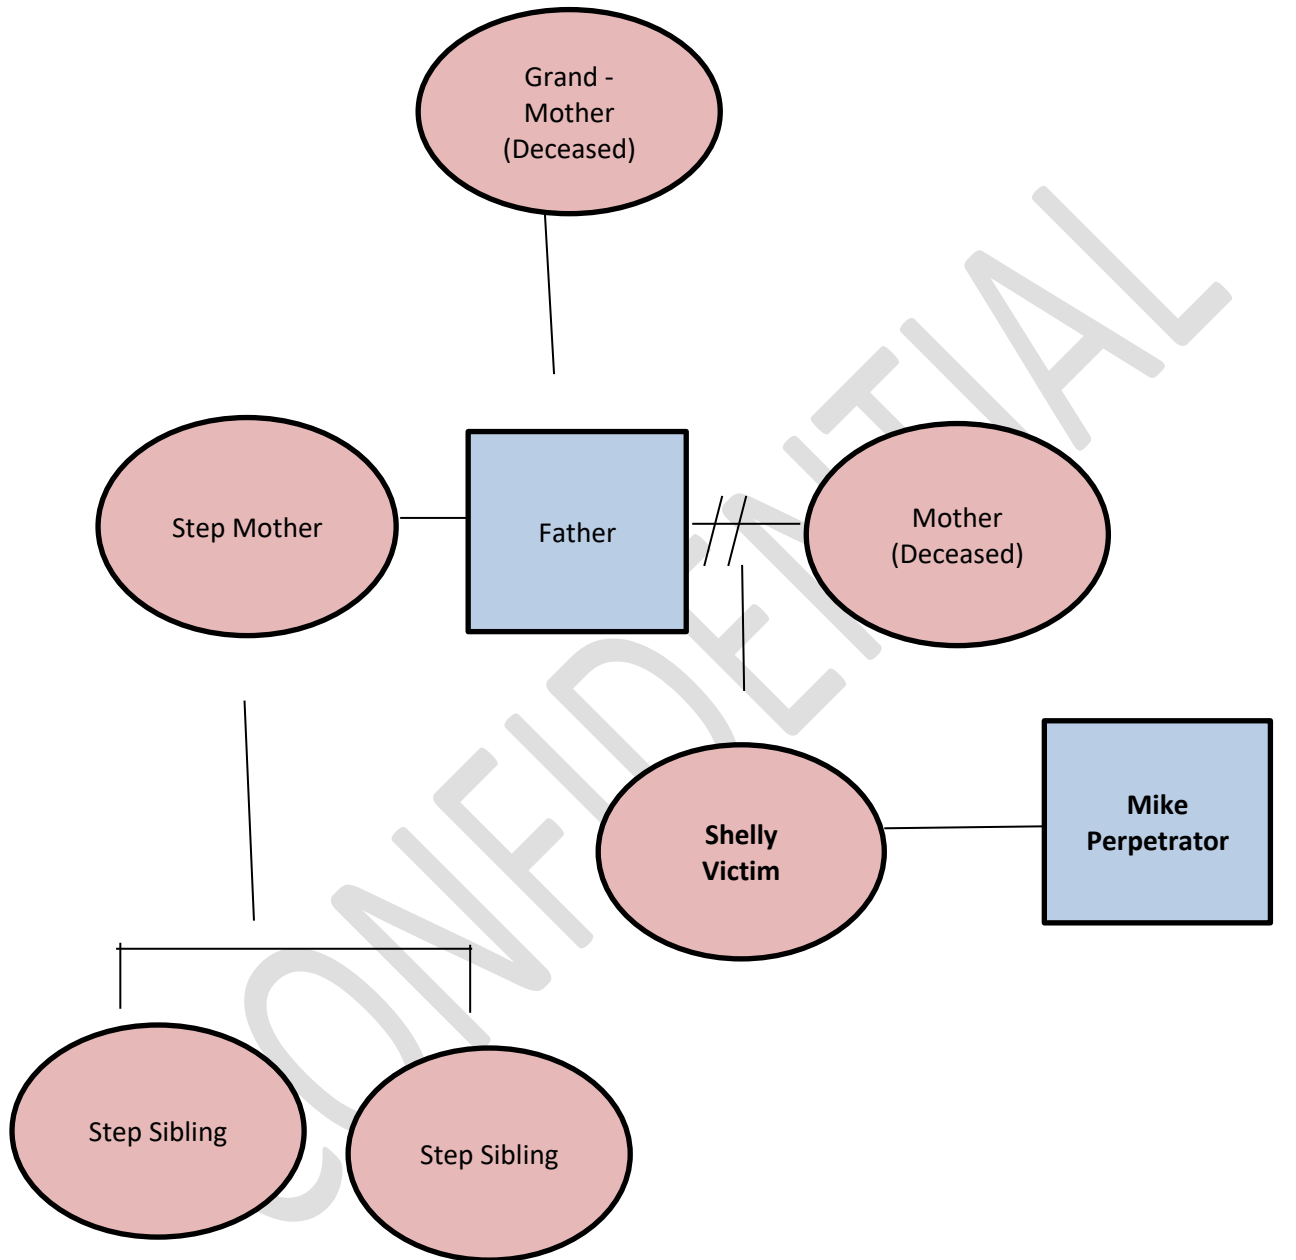 Grand -
Mother
(Deceased)
Step Mother
Father
Mother
(Deceased)
Shelly
Victim
Mike
Perpetrator
Step Sibling
Step Sibling
CONFIDENTIAL